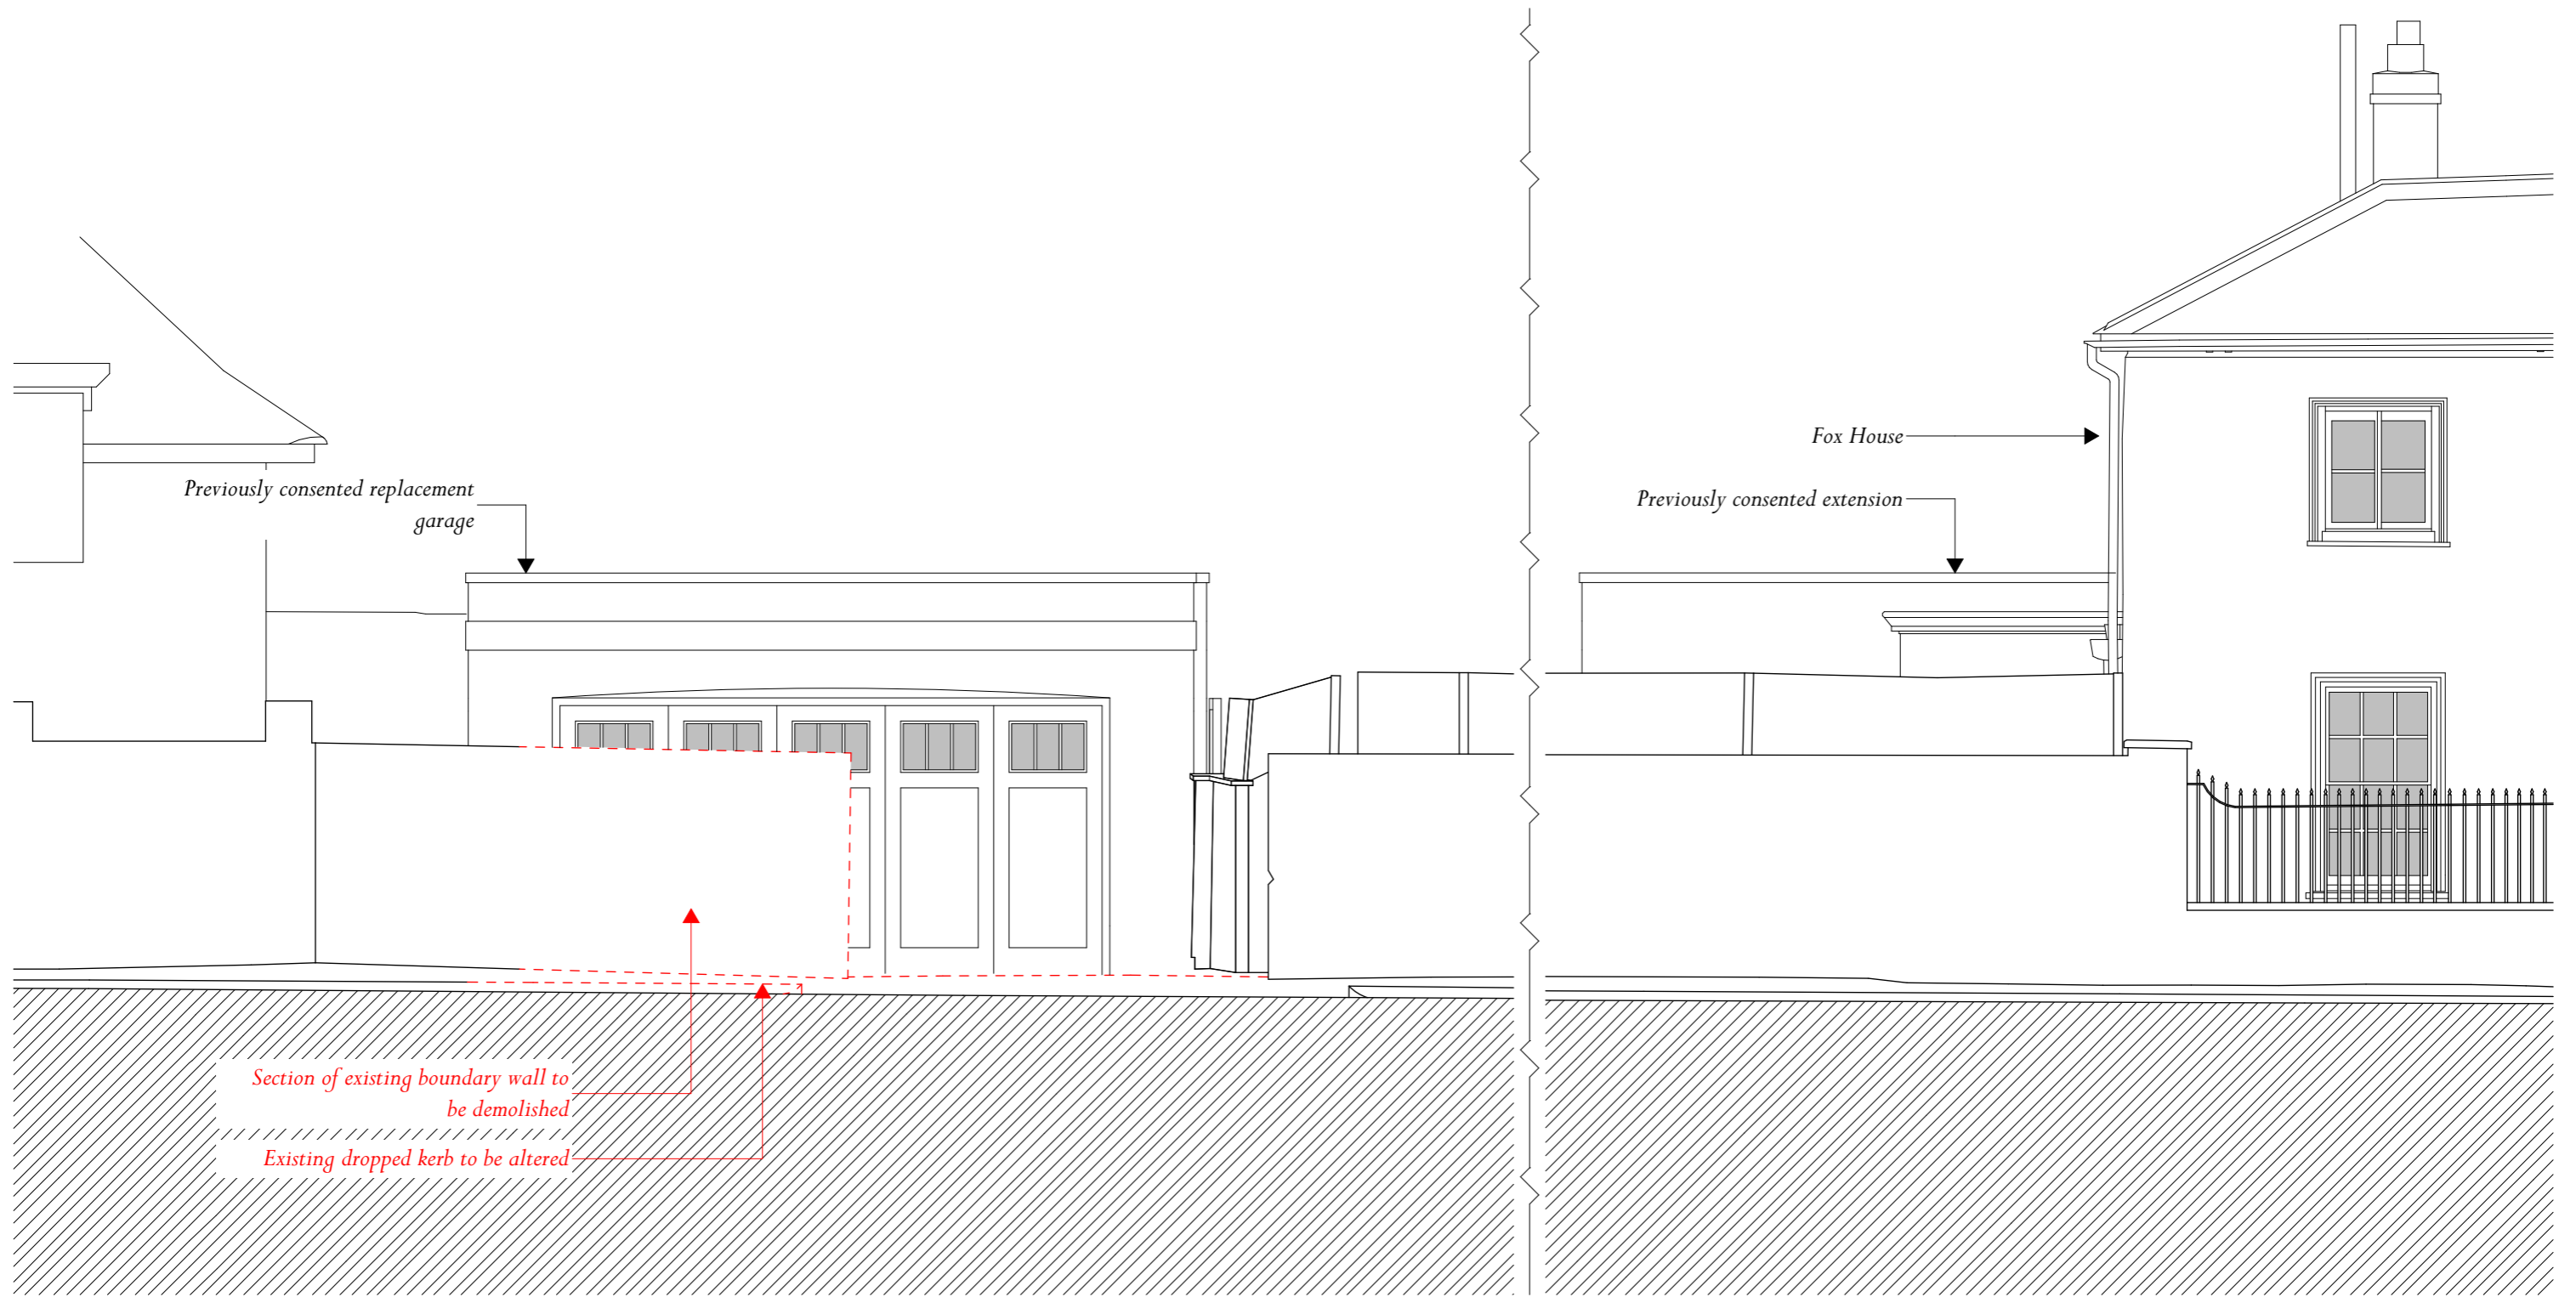 Fox House
Previously consented replacement
garage
Previously consented extension
Section of existing boundary wall to
be demolished
Existing dropped kerb to be altered